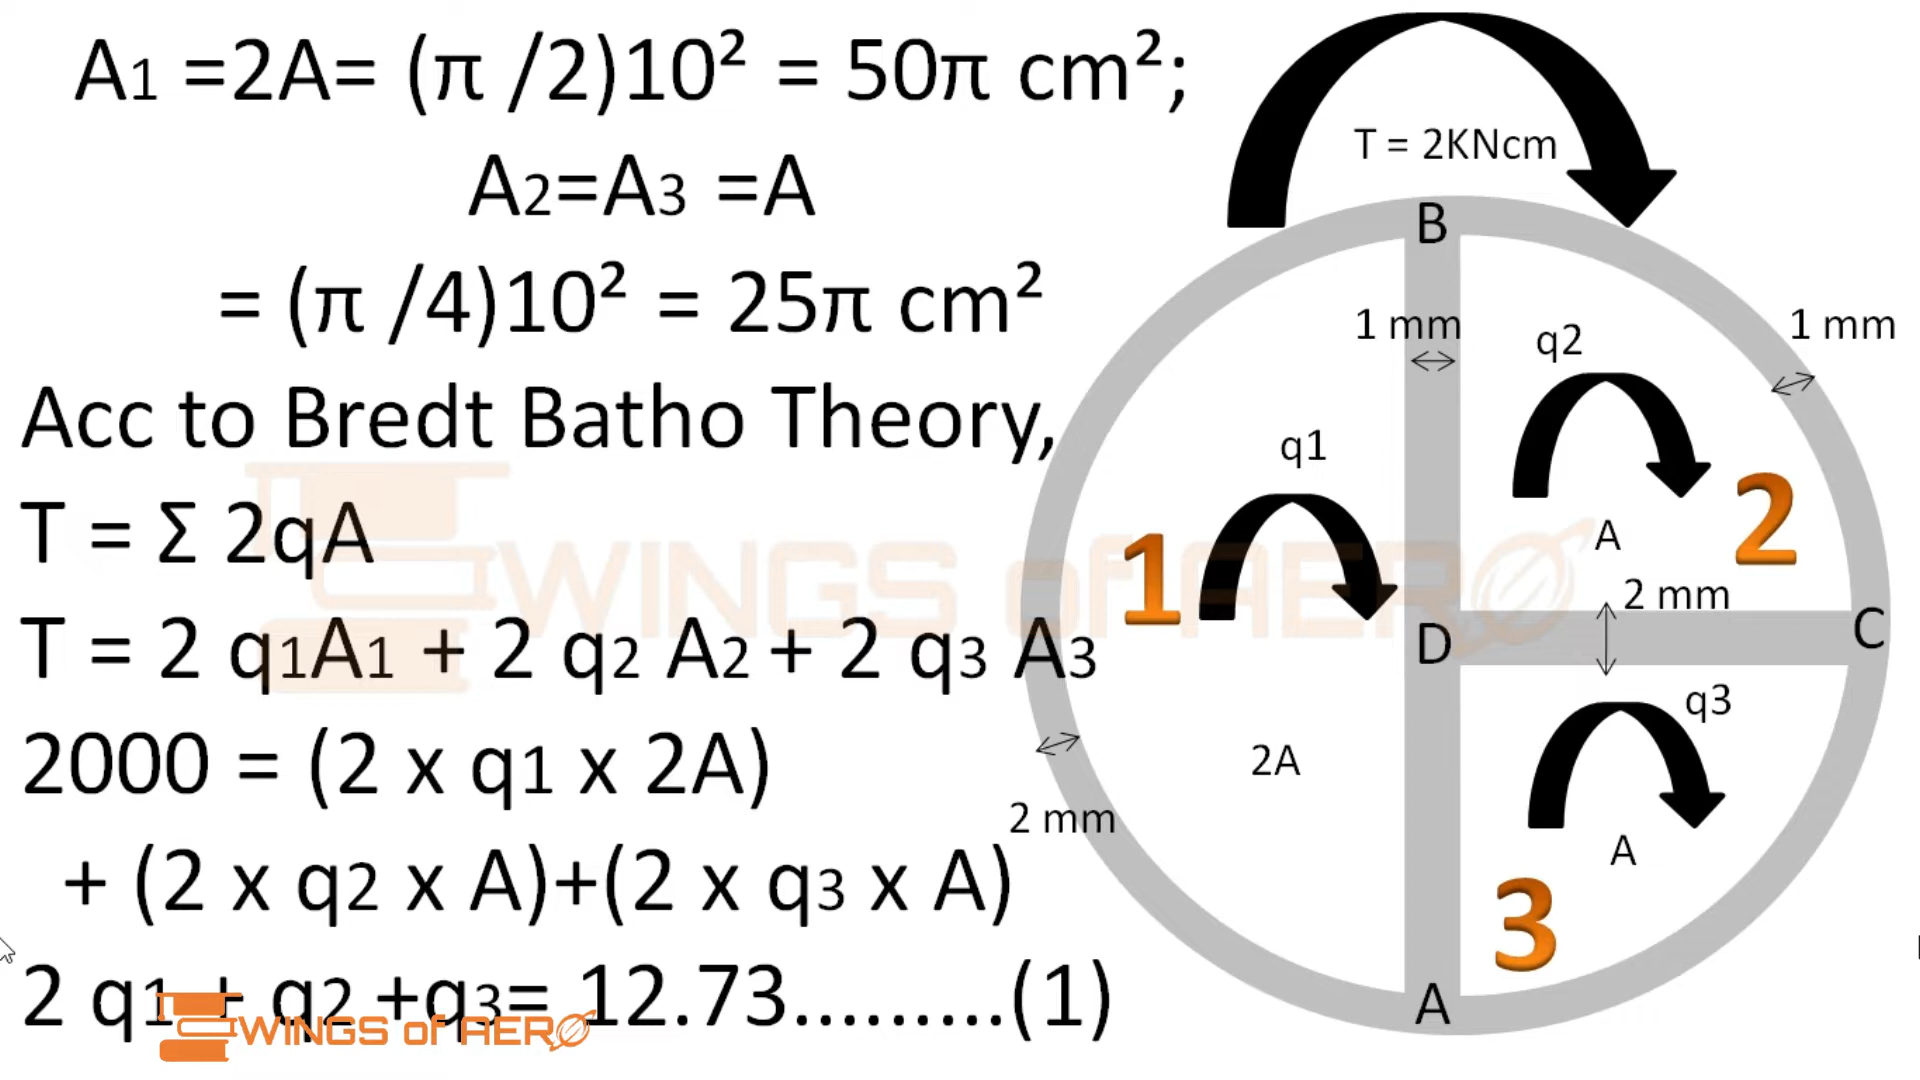 A1 =2A= (π /2)10² = 50π cm²;
A2=A3 =A
= (π /4)10² = 25π cm²
Acc to Bredt Batho Theory,
T = Σ 2qA
T = 2 q1A1 + 2 q2 A2 + 2 q3 A3
2000 = (2 x q1 x 2A)
+ (2 x q2 x A)+(2 x q3 x A)
2 q1 + q2 +q3= 12.73.........(1)
T = 2KNcm
B
1 mm
q2
1 mm
q1
1
2
A
2 mm
D
C
q3
2A
2 mm
A
3
A
WINGS of AERO
WINGS of AERO